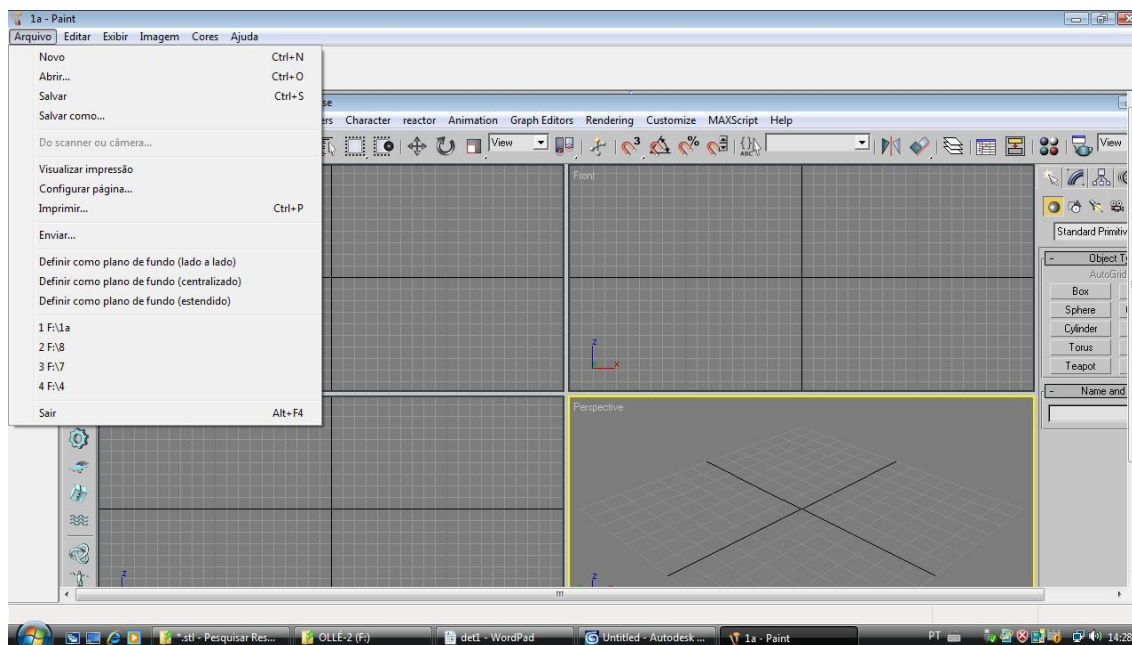 1a - Paint
Arquivo Editar Exibir Imagem Cores Ajuda
Novo Ctrl+N
Abrir... Ctrl+O
Salvar Ctrl+S
Salvar como...
Do scanner ou câmera...
Visualizar impressão
Configurar página...
Imprimir... Ctrl+P
Enviar...
Definir como plano de fundo (lado a lado)
Definir como plano de fundo (centralizado)
Definir como plano de fundo (estendido)
1 F:\1a
2 F:\8
3 F:\7
4 F:\4
Sair Alt+F4
se
ers Character reactor Animation Graph Editors Rendering Customize MAXScript Help
View
3
%
ABC
View
Front
z
x
Perspective
z
z
Standard Primitiv
- Object T
AutoGrid
Box
Sphere
Cylinder
Torus
Teapot
- Name and
*.stl - Pesquisar Res... OLLE-2 (F:) det1 - WordPad Untitled - Autodesk ... 1a - Paint PT 14:28